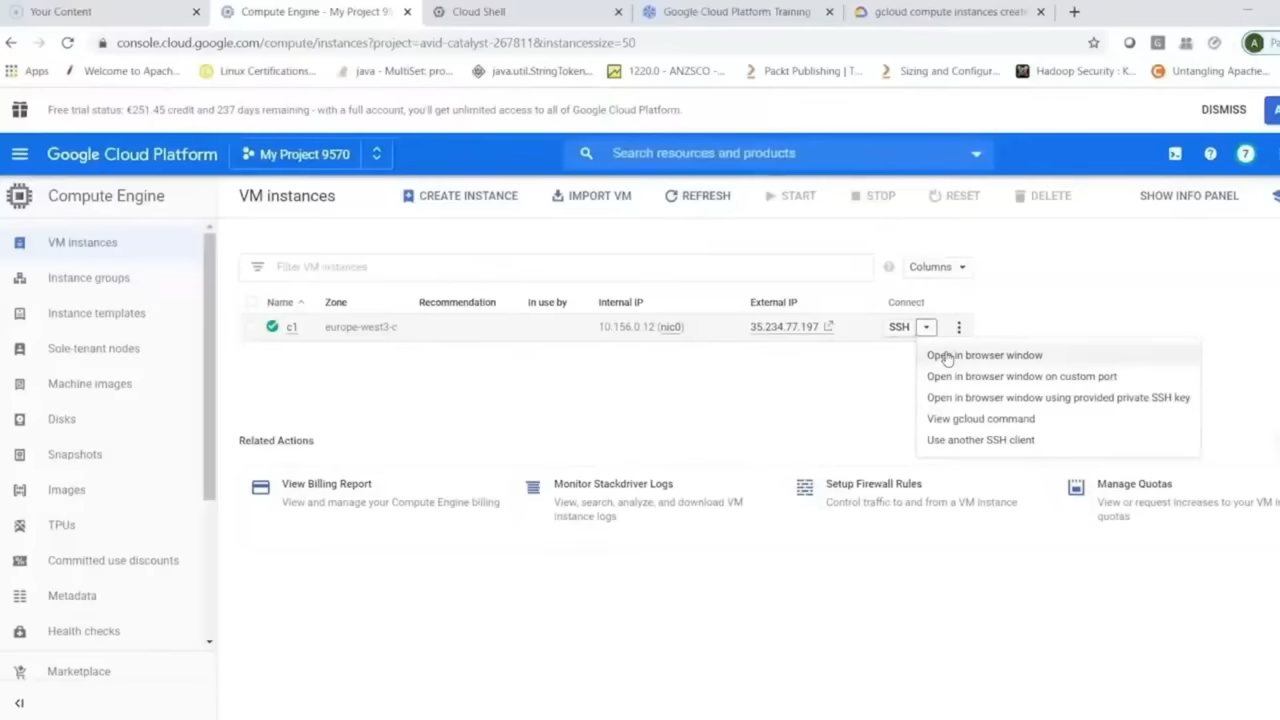 Your Content
Compute Engine - My Project 95
Cloud Shell
Google Cloud Platform Training
gcloud compute instances create
console.cloud.google.com/compute/instances?project=avid-catalyst-267811&instancessize=50
A
Apps
Welcome to Apach...
Linux Certifications...
java - MultiSet: pro...
java.util.StringToken...
1220.0 - ANZSCO -...
Packt Publishing | T...
Sizing and Configur...
Hadoop Security : K...
Untangling Apache...
Free trial status: €251.45 credit and 237 days remaining - with a full account, you'll get unlimited access to all of Google Cloud Platform.
DISMISS
Google Cloud Platform
My Project 9570
Search resources and products
7
Compute Engine
VM instances
CREATE INSTANCE
IMPORT VM
REFRESH
START
STOP
RESET
DELETE
SHOW INFO PANEL
VM instances
Instance groups
Instance templates
Sole-tenant nodes
Machine images
Disks
Snapshots
Images
TPUs
Committed use discounts
Metadata
Health checks
Marketplace
Filter VM instances
Columns
Name
Zone
Recommendation
In use by
Internal IP
External IP
Connect
c1
europe-west3-c
10.156.0.12 (nic0)
35.234.77.197
SSH
Open in browser window
Open in browser window on custom port
Open in browser window using provided private SSH key
View gcloud command
Use another SSH client
Related Actions
View Billing Report
View and manage your Compute Engine billing
Monitor Stackdriver Logs
View, search, analyze, and download VM
instance logs
Setup Firewall Rules
Control traffic to and from a VM instance
Manage Quotas
View or request increases to your VM
quotas